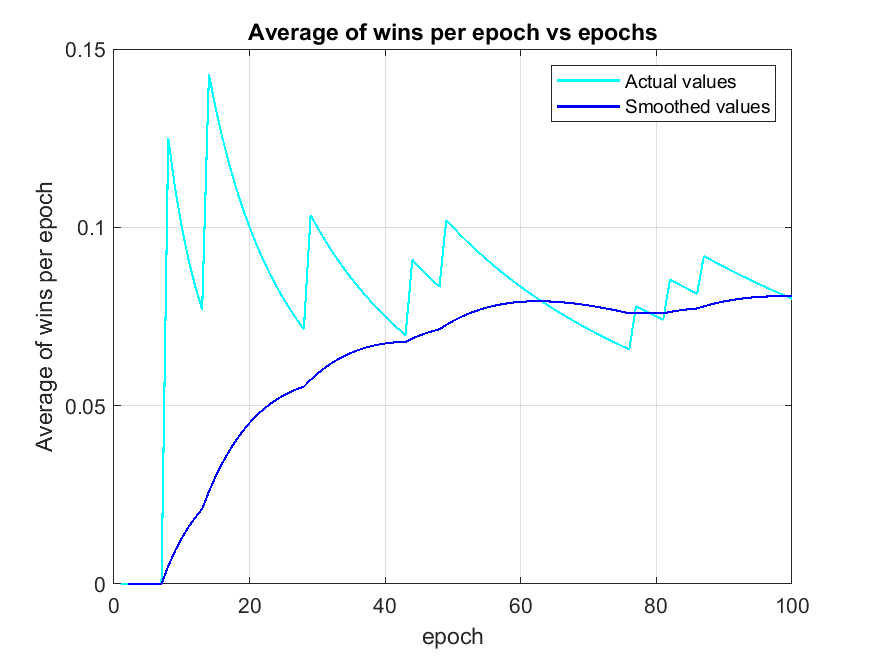 Average of wins per epoch vs epochs
Actual values
Smoothed values
Average of wins per epoch
0.15
0.1
0.05
0
0 20 40 60 80 100
epoch